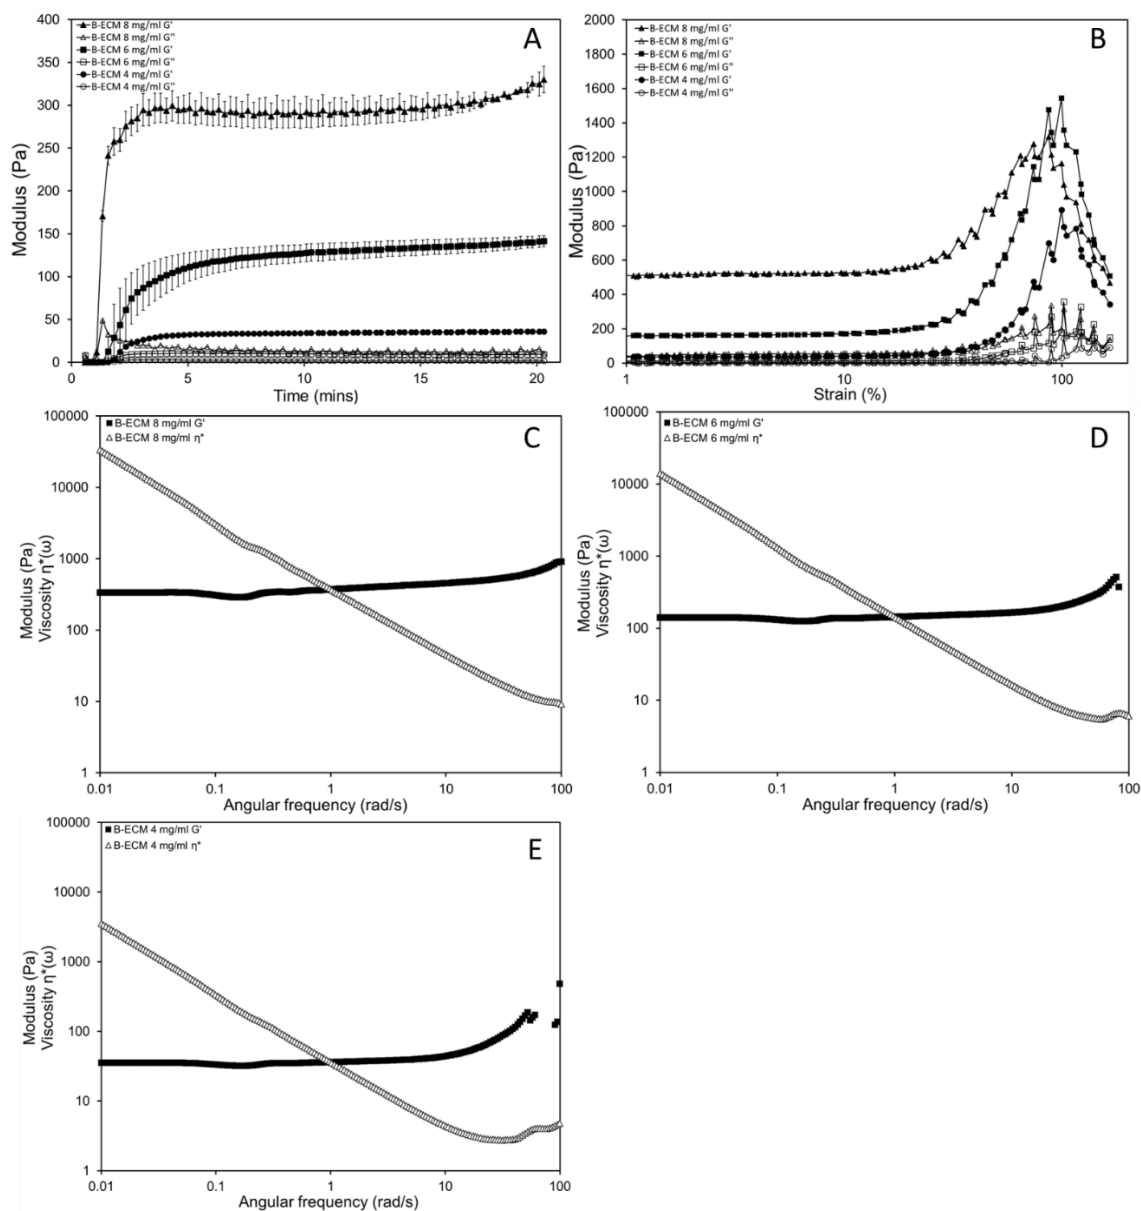 A
B-ECM 8 mg/ml G'
B-ECM 8 mg/ml G''
B-ECM 6 mg/ml G'
B-ECM 6 mg/ml G''
B-ECM 4 mg/ml G'
B-ECM 4 mg/ml G''
Modulus (Pa)
400
350
300
250
200
150
100
50
0
0 5 10 15 20
Time (mins)
B
B-ECM 8 mg/ml G'
B-ECM 8 mg/ml G''
B-ECM 6 mg/ml G'
B-ECM 6 mg/ml G''
B-ECM 4 mg/ml G'
B-ECM 4 mg/ml G''
Modulus (Pa)
2000
1800
1600
1400
1200
1000
800
600
400
200
0
1 10 100
Strain (%)
C
B-ECM 8 mg/ml G'
B-ECM 8 mg/ml η*
Modulus (Pa)
Viscosity η*(ω)
100000
10000
1000
100
10
1
0.01 0.1 1 10 100
Angular frequency (rad/s)
D
B-ECM 6 mg/ml G'
B-ECM 6 mg/ml η*
Modulus (Pa)
Viscosity η*(ω)
100000
10000
1000
100
10
1
0.01 0.1 1 10 100
Angular frequency (rad/s)
E
B-ECM 4 mg/ml G'
B-ECM 4 mg/ml η*
Modulus (Pa)
Viscosity η*(ω)
100000
10000
1000
100
10
1
0.01 0.1 1 10 100
Angular frequency (rad/s)